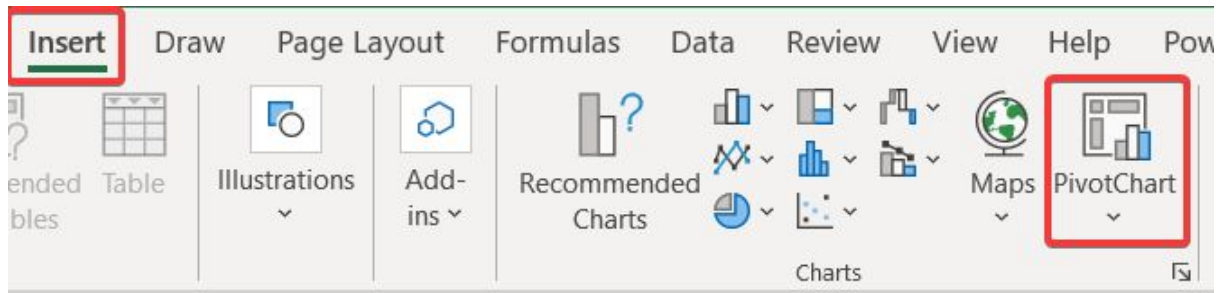 Insert Draw Page Layout Formulas Data Review View Help Pow
ended Table Illustrations Add- Recommended Maps PivotChart
bles ins Charts
Charts